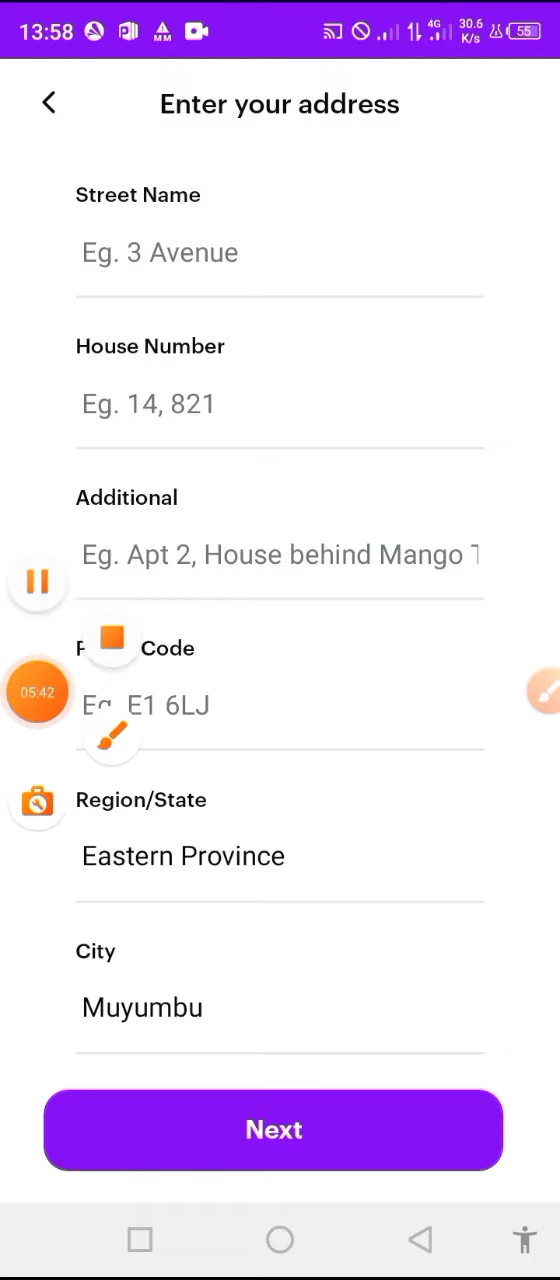 13:58
4G
30.6
K/s
55
Enter your address
Street Name
Eg. 3 Avenue
House Number
Eg. 14, 821
Additional
Eg. Apt 2, House behind Mango
Code
05:42
E1 6LJ
Region/State
Eastern Province
City
Muyumbu
Next